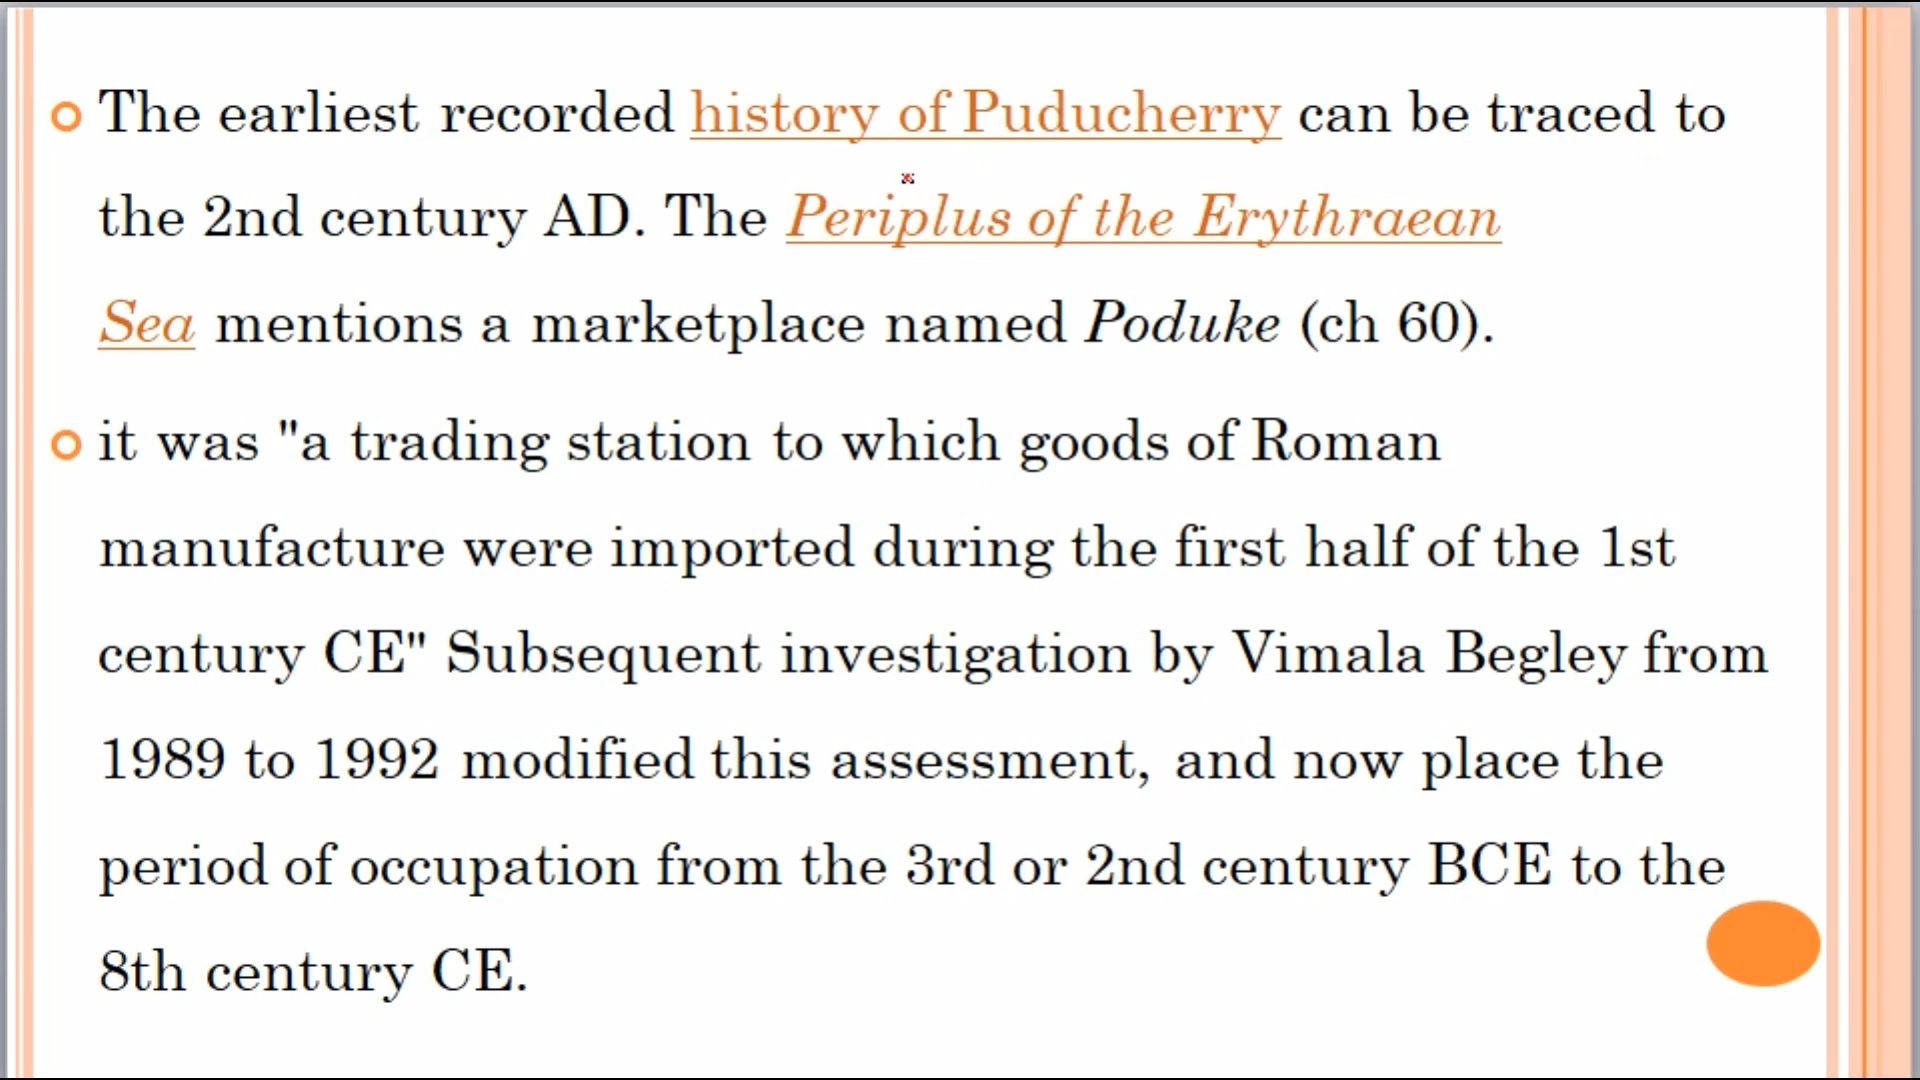 The earliest recorded history of Puducherry can be traced to
the 2nd century AD. The Periplus of the Erythraean
Sea mentions a marketplace named Poduke (ch 60).
it was "a trading station to which goods of Roman
manufacture were imported during the first half of the 1st
century CE" Subsequent investigation by Vimala Begley from
1989 to 1992 modified this assessment, and now place the
period of occupation from the 3rd or 2nd century BCE to the
8th century CE.